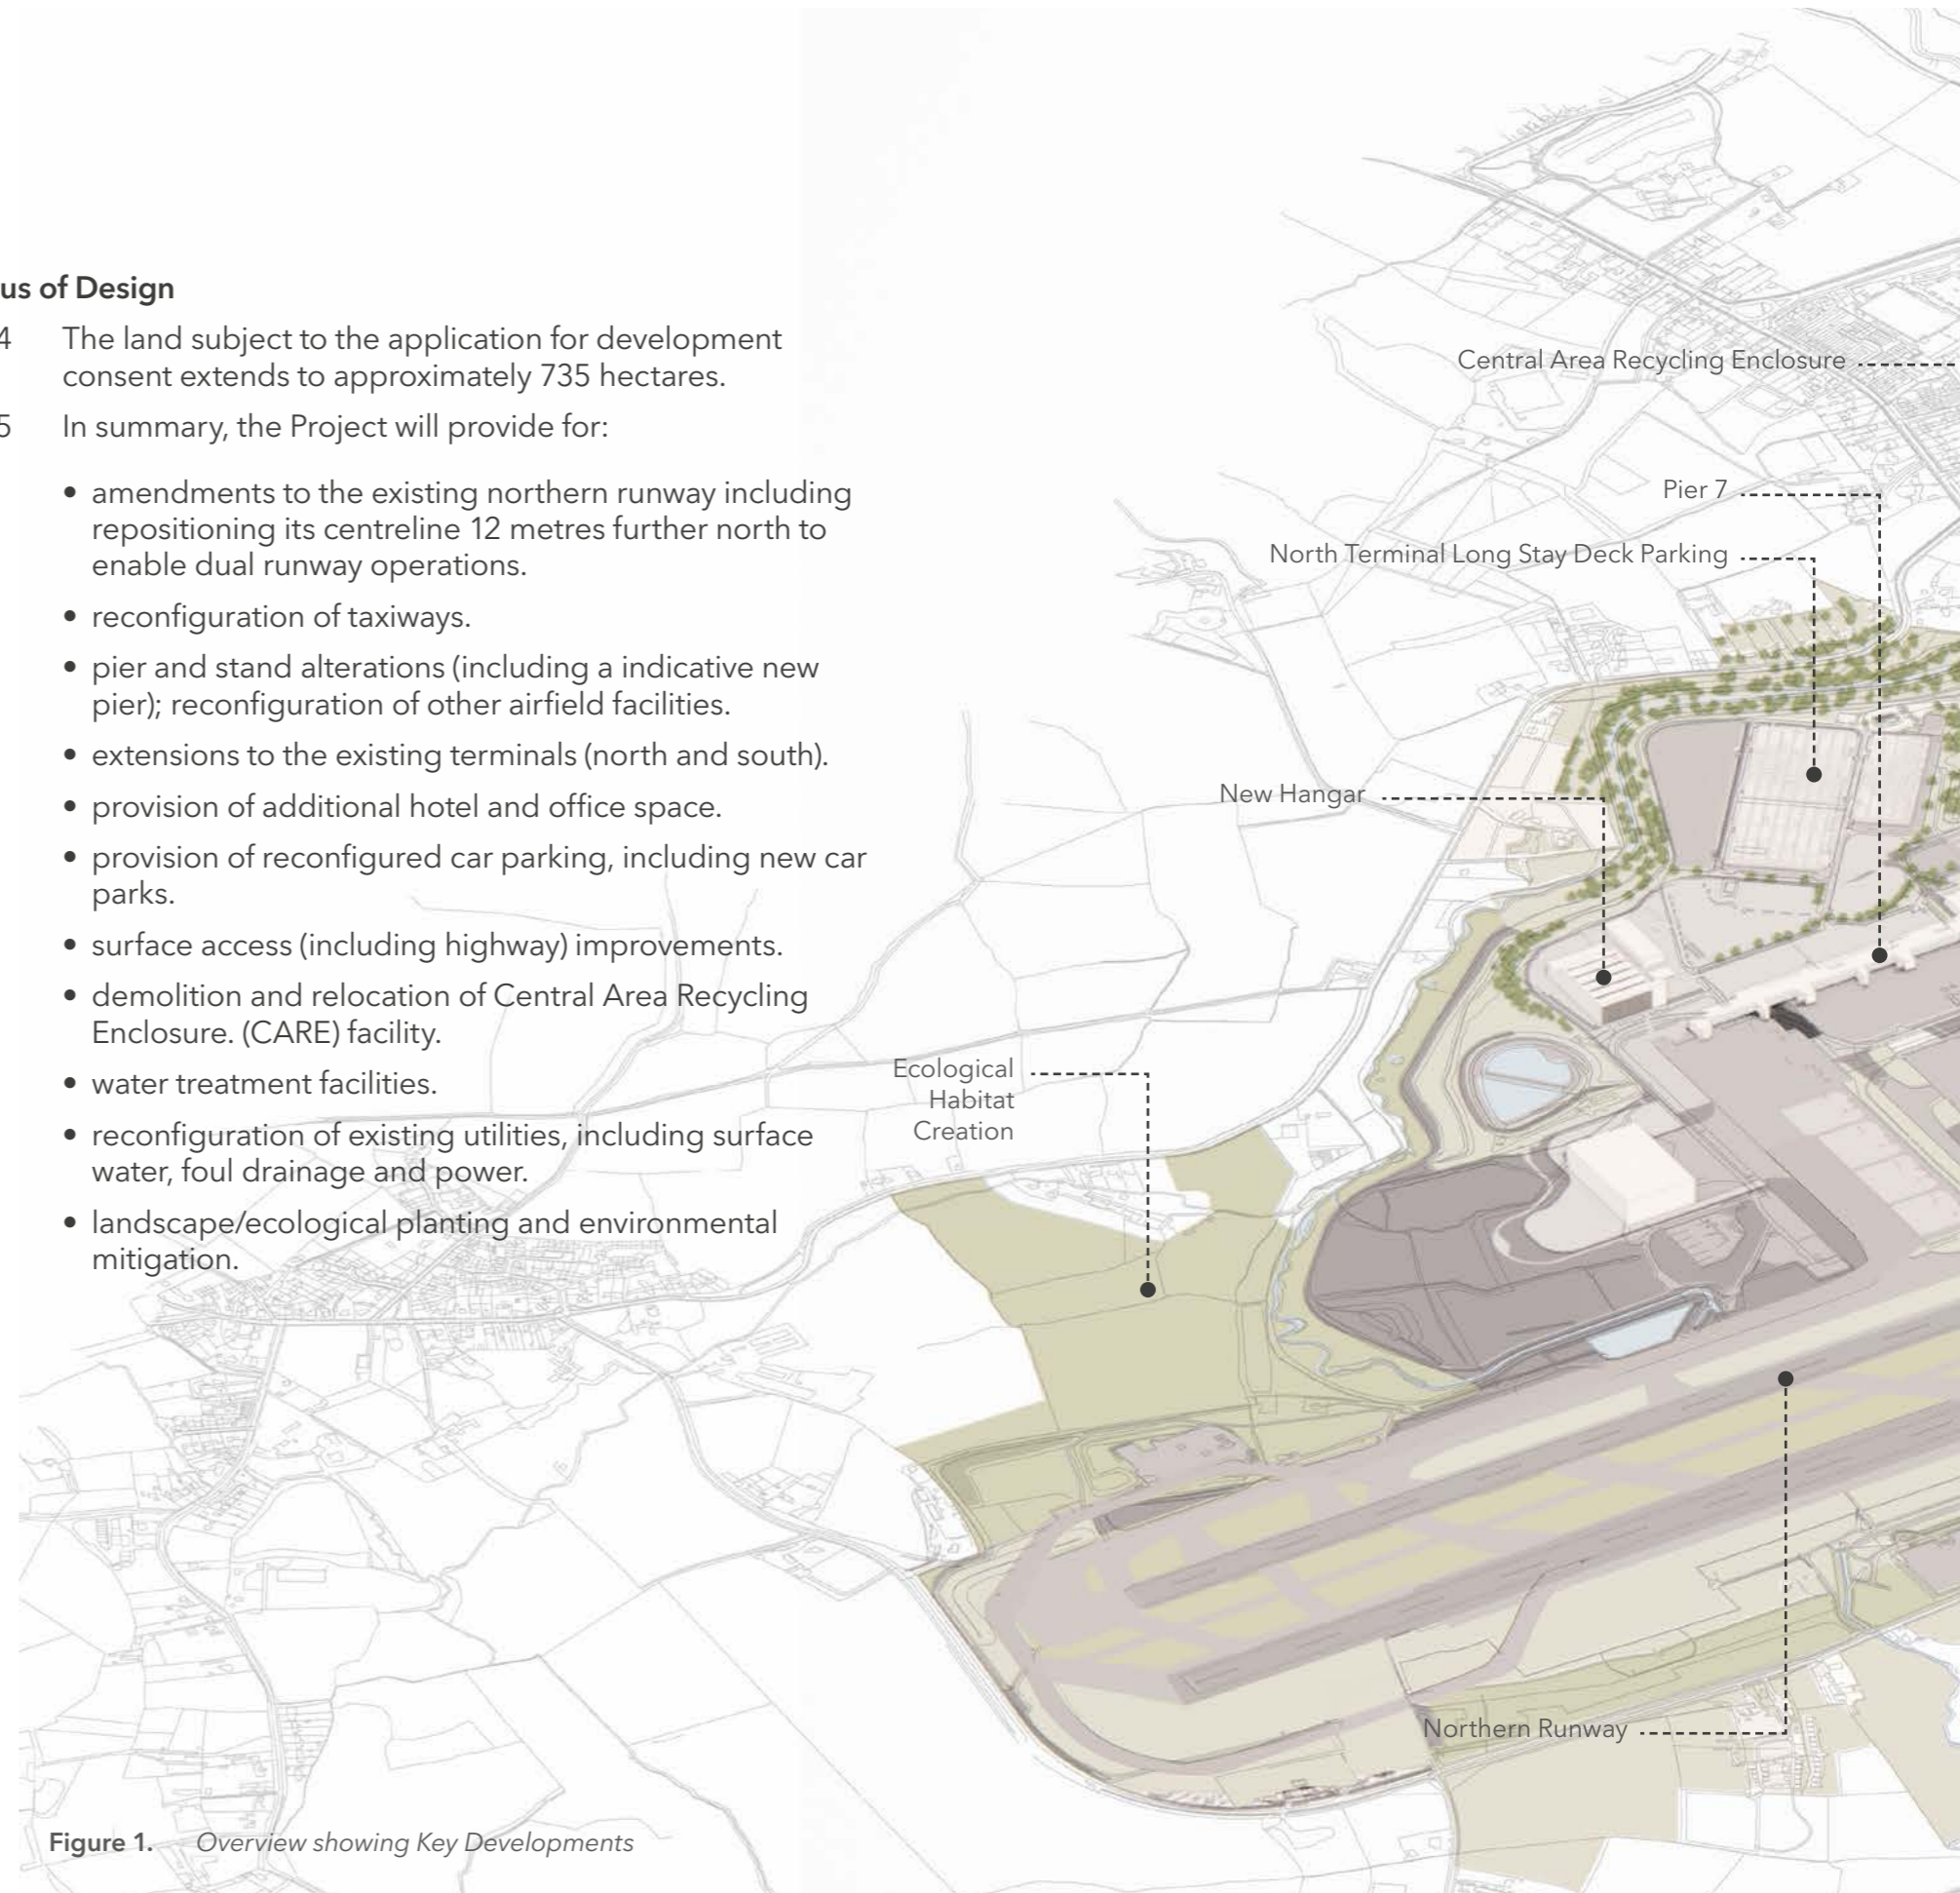 us of Design
4 The land subject to the application for development
consent extends to approximately 735 hectares.
5 In summary, the Project will provide for:
• amendments to the existing northern runway including
repositioning its centreline 12 metres further north to
enable dual runway operations.
• reconfiguration of taxiways.
• pier and stand alterations (including a indicative new
pier); reconfiguration of other airfield facilities.
• extensions to the existing terminals (north and south).
• provision of additional hotel and office space.
• provision of reconfigured car parking, including new car
parks.
• surface access (including highway) improvements.
• demolition and relocation of Central Area Recycling
Enclosure. (CARE) facility.
• water treatment facilities.
• reconfiguration of existing utilities, including surface
water, foul drainage and power.
• landscape/ecological planting and environmental
mitigation.
Central Area Recycling Enclosure
Pier 7
North Terminal Long Stay Deck Parking
New Hangar
Ecological
Habitat
Creation
Northern Runway
Figure 1. Overview showing Key Developments